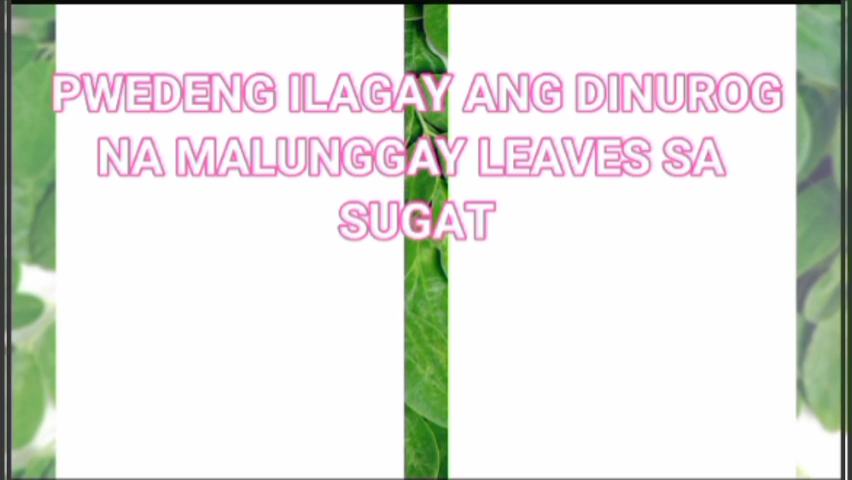 PWEDENG ILAGAY ANG DINUROG
NA MALUNGGAY LEAVES SA
SUGAT